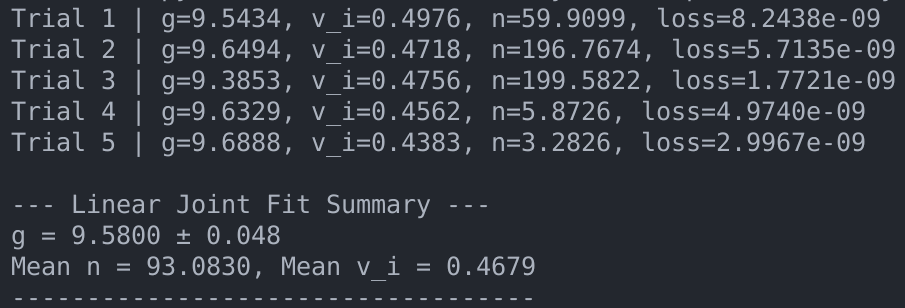 Trial 1 | g=9.5434, v_i=0.4976, n=59.9099, loss=8.2438e-09
Trial 2 | g=9.6494, v_i=0.4718, n=196.7674, loss=5.7135e-09
Trial 3 | g=9.3853, v_i=0.4756, n=199.5822, loss=1.7721e-09
Trial 4 | g=9.6329, v_i=0.4562, n=5.8726, loss=4.9740e-09
Trial 5 | g=9.6888, v_i=0.4383, n=3.2826, loss=2.9967e-09
--- Linear Joint Fit Summary ---
g = 9.5800 ± 0.048
Mean n = 93.0830, Mean v_i = 0.4679
-----------------------------------